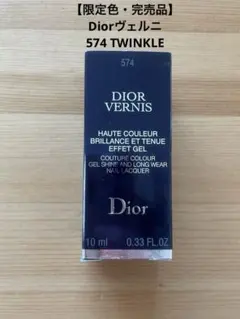 【限定色・完売品】
Diorヴェルニ
574 TWINKLE
574
DIOR
VERNIS
HAUTE COULEUR
BRILLANCE ET TENUE
EFFET GEL
COUTURE COLOUR
GEL SHINE AND LONG WEAR
NAIL LACQUER
Dior
10 ml 0.33 FL.OZ